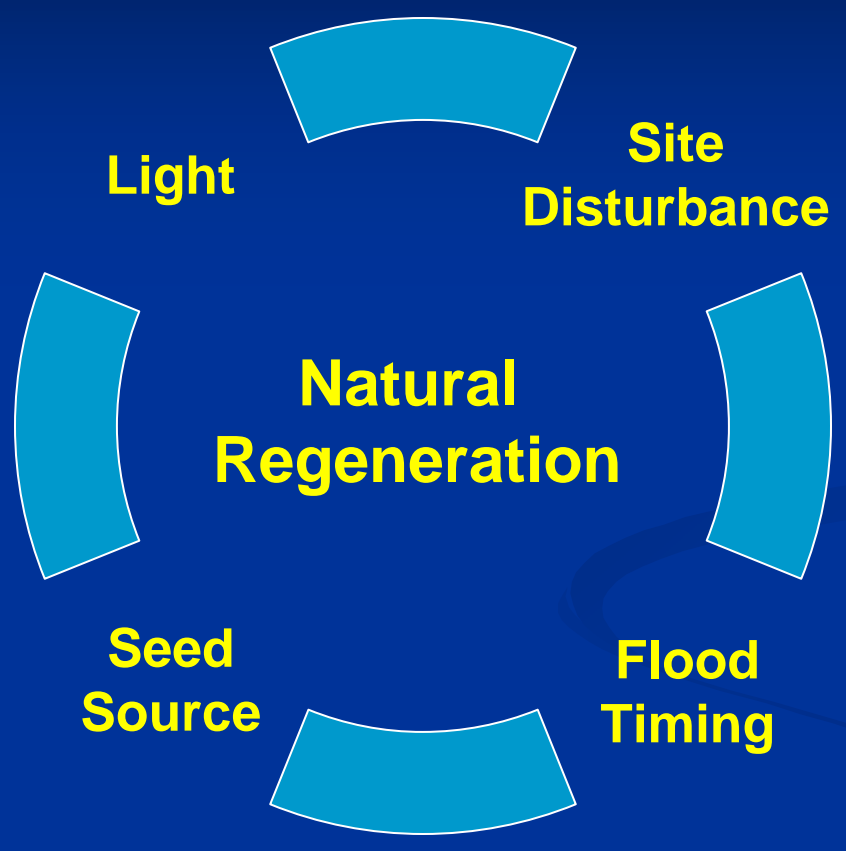 Light
Site
Disturbance
Natural
Regeneration
Seed
Source
Flood
Timing